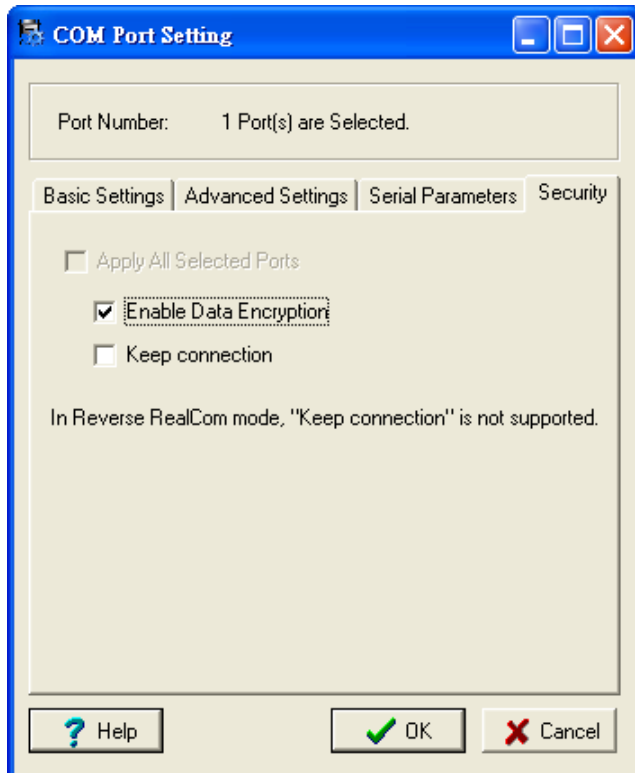 COM Port Setting
Port Number: 1 Port(s) are Selected.
Basic Settings Advanced Settings Serial Parameters Security
Apply All Selected Ports
Enable Data Encryption
Keep connection
In Reverse RealCom mode, "Keep connection" is not supported.
Help OK Cancel